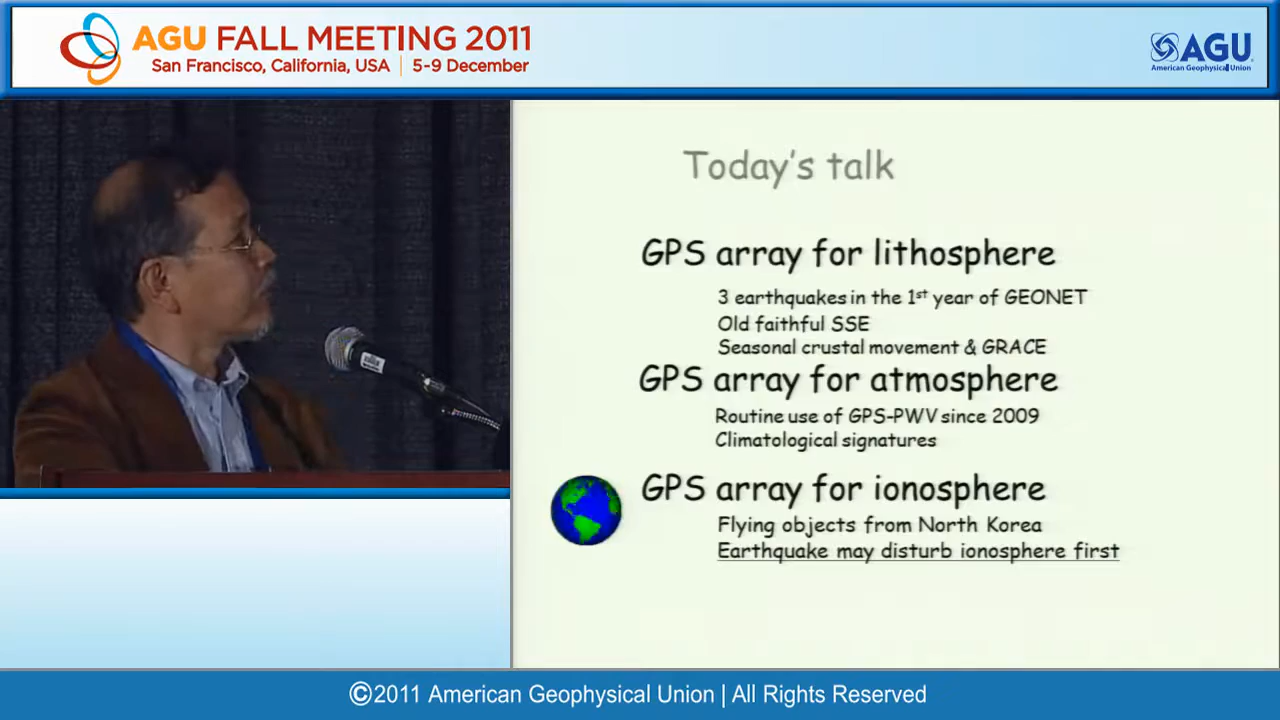 AGU FALL MEETING 2011
San Francisco, California, USA | 5-9 December
AGU
American Geophysical Union
Today's talk
GPS array for lithosphere
3 earthquakes in the 1st year of GEONET
Old faithful SSE
Seasonal crustal movement & GRACE
GPS array for atmosphere
Routine use of GPS-PWV since 2009
Climatological signatures
GPS array for ionosphere
Flying objects from North Korea
Earthquake may disturb ionosphere first
©2011 American Geophysical Union | All Rights Reserved